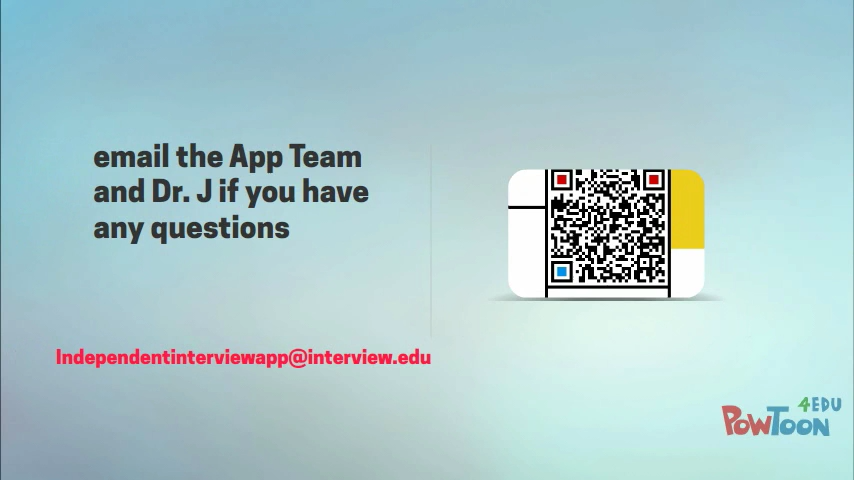 email the App Team
and Dr. J if you have
any questions
Independentinterviewapp@interview.edu
4EDU
PowToon